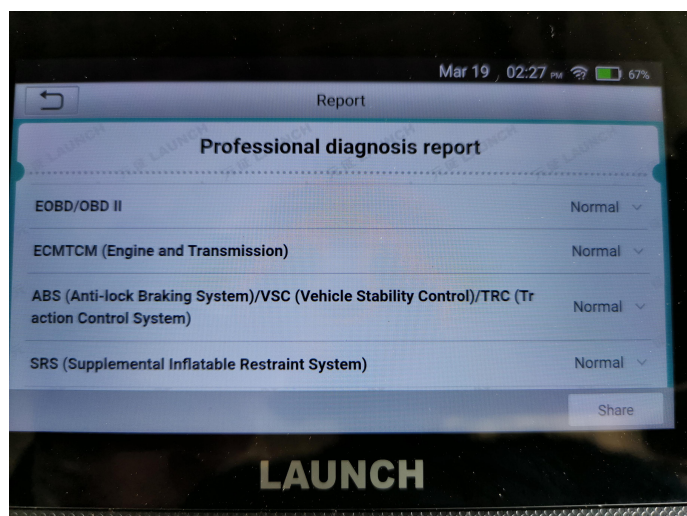 Mar 19 , 02:27 PM 67%
Report
Professional diagnosis report
EOBD/OBD II Normal
ECMTCM (Engine and Transmission) Normal
ABS (Anti-lock Braking System)/VSC (Vehicle Stability Control)/TRC (Tr
action Control System) Normal
SRS (Supplemental Inflatable Restraint System) Normal
Share
LAUNCH